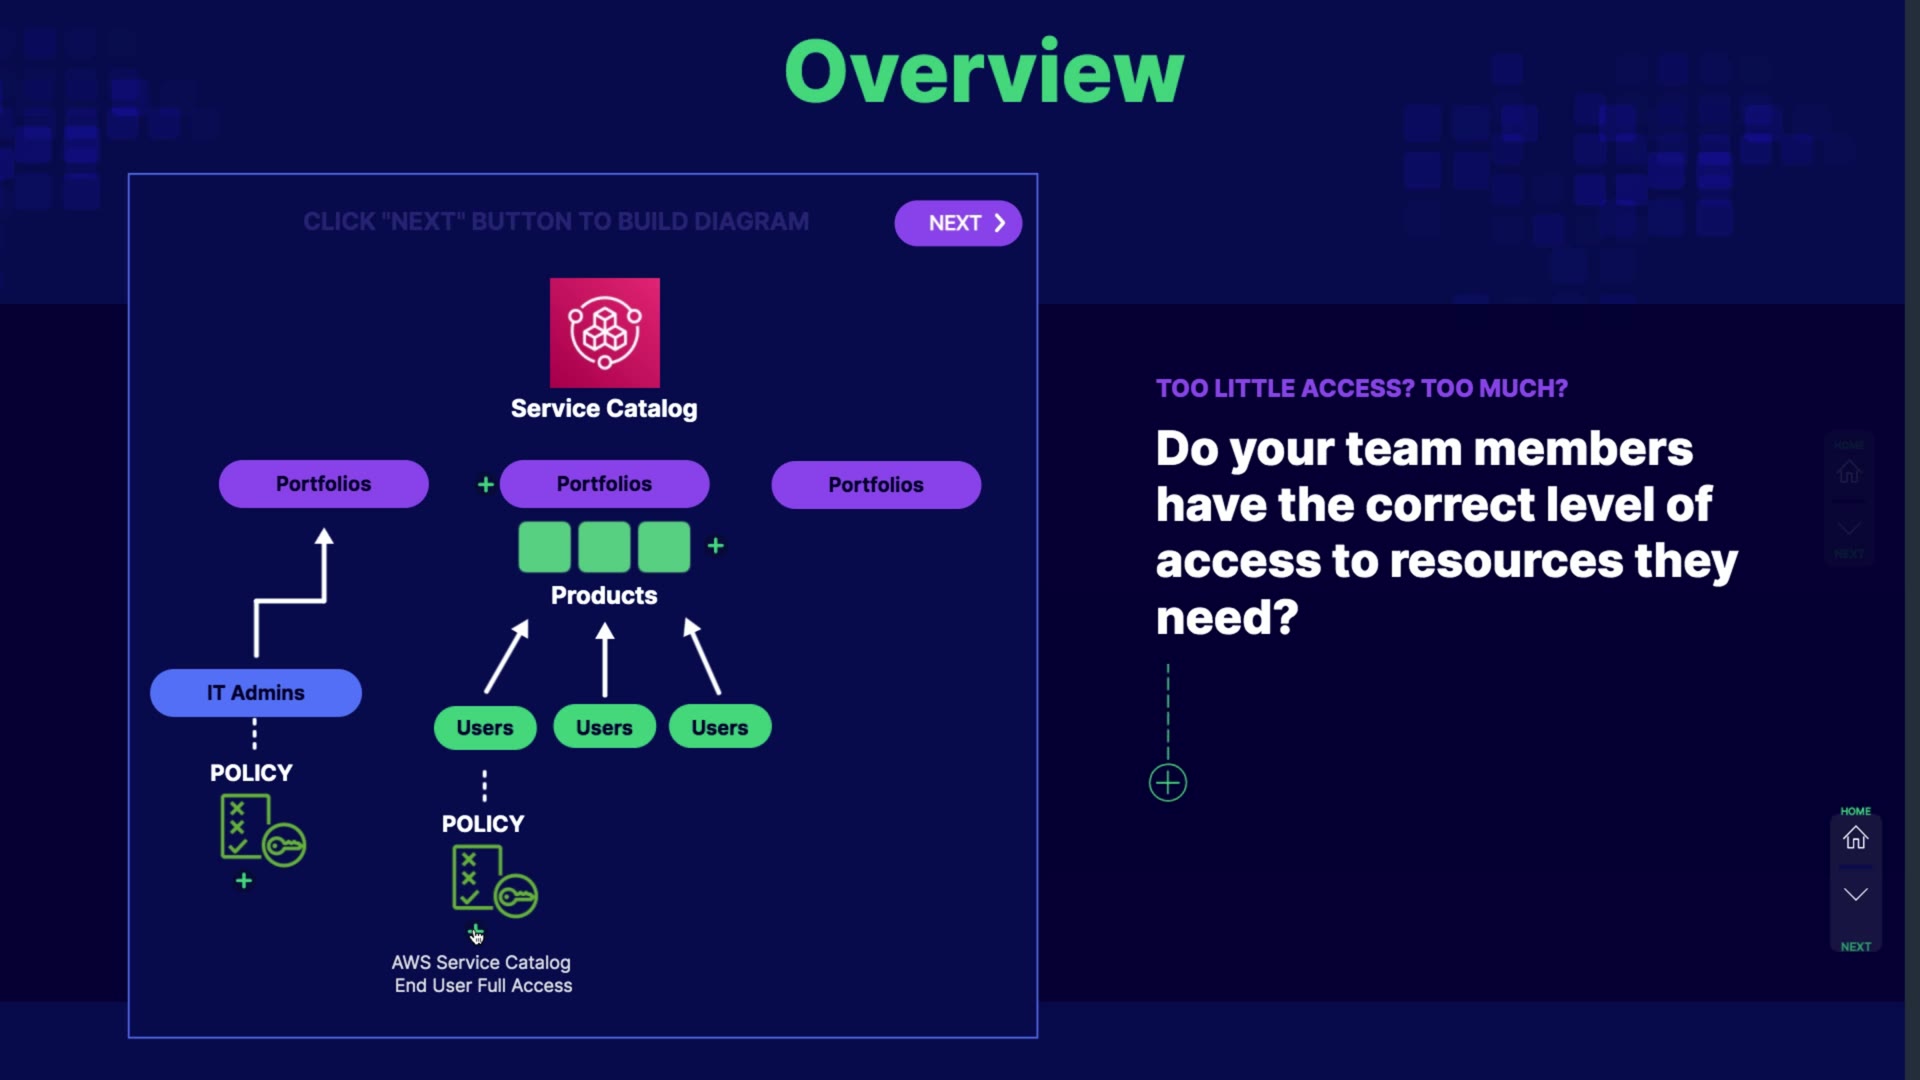 Overview
CLICK "NEXT" BUTTON TO BUILD DIAGRAM
NEXT
Service Catalog
Portfolios
Portfolios
Portfolios
Products
IT Admins
Users
Users
Users
POLICY
POLICY
AWS Service Catalog
End User Full Access
TOO LITTLE ACCESS? TOO MUCH?
Do your team members
have the correct level of
access to resources they
need?
HOME
NEXT
HOME
NEXT